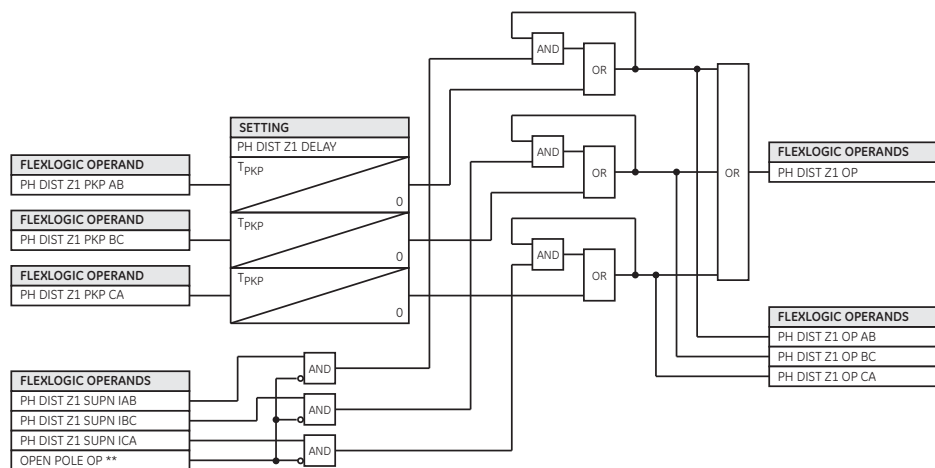 AND
OR
SETTING
PH DIST Z1 DELAY
FLEXLOGIC OPERAND
PH DIST Z1 PKP AB
TPKP
0
AND
OR
OR
FLEXLOGIC OPERANDS
PH DIST Z1 OP
FLEXLOGIC OPERAND
PH DIST Z1 PKP BC
TPKP
0
AND
OR
FLEXLOGIC OPERAND
PH DIST Z1 PKP CA
TPKP
0
FLEXLOGIC OPERANDS
PH DIST Z1 OP AB
PH DIST Z1 OP BC
PH DIST Z1 OP CA
FLEXLOGIC OPERANDS
PH DIST Z1 SUPN IAB
PH DIST Z1 SUPN IBC
PH DIST Z1 SUPN ICA
OPEN POLE OP **
AND
AND
AND